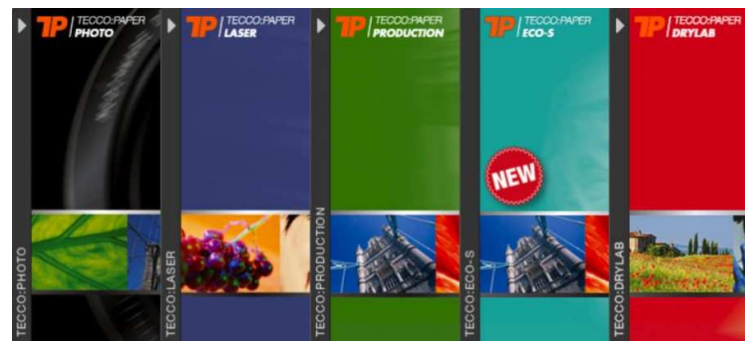 TECCO:PHOTO
TP TECCO:PAPER
PHOTO
TECCO:LASER
TP TECCO:PAPER
LASER
TECCO:PRODUCTION
TP TECCO:PAPER
PRODUCTION
TECCO:ECO-S
TP TECCO:PAPER
ECO-S
NEW
TECCO:DRYLAB
TP TECCO:PAPER
DRYLAB